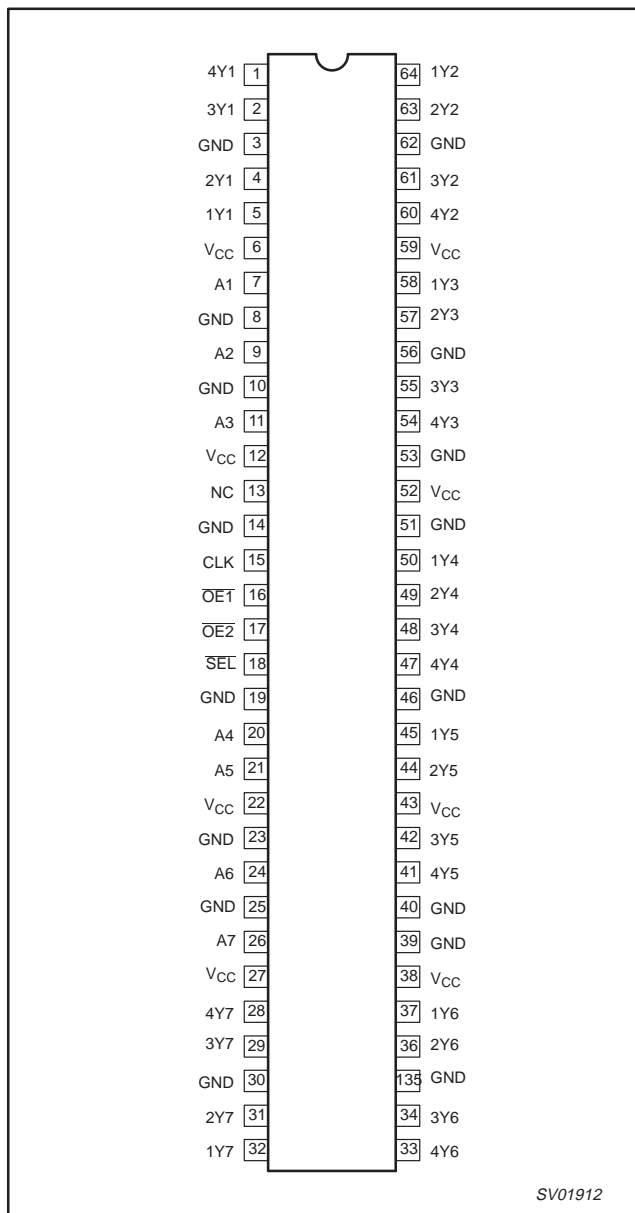 4Y1 1 64 1Y2
3Y1 2 63 2Y2
GND 3 62 GND
2Y1 4 61 3Y2
1Y1 5 60 4Y2
VCC 6 59 VCC
A1 7 58 1Y3
GND 8 57 2Y3
A2 9 56 GND
GND 10 55 3Y3
A3 11 54 4Y3
VCC 12 53 GND
NC 13 52 VCC
GND 14 51 GND
CLK 15 50 1Y4
OE1 16 49 2Y4
OE2 17 48 3Y4
SEL 18 47 4Y4
GND 19 46 GND
A4 20 45 1Y5
A5 21 44 2Y5
VCC 22 43 VCC
GND 23 42 3Y5
A6 24 41 4Y5
GND 25 40 GND
A7 26 39 GND
VCC 27 38 VCC
4Y7 28 37 1Y6
3Y7 29 36 2Y6
GND 30 135 GND
2Y7 31 34 3Y6
1Y7 32 33 4Y6
SV01912